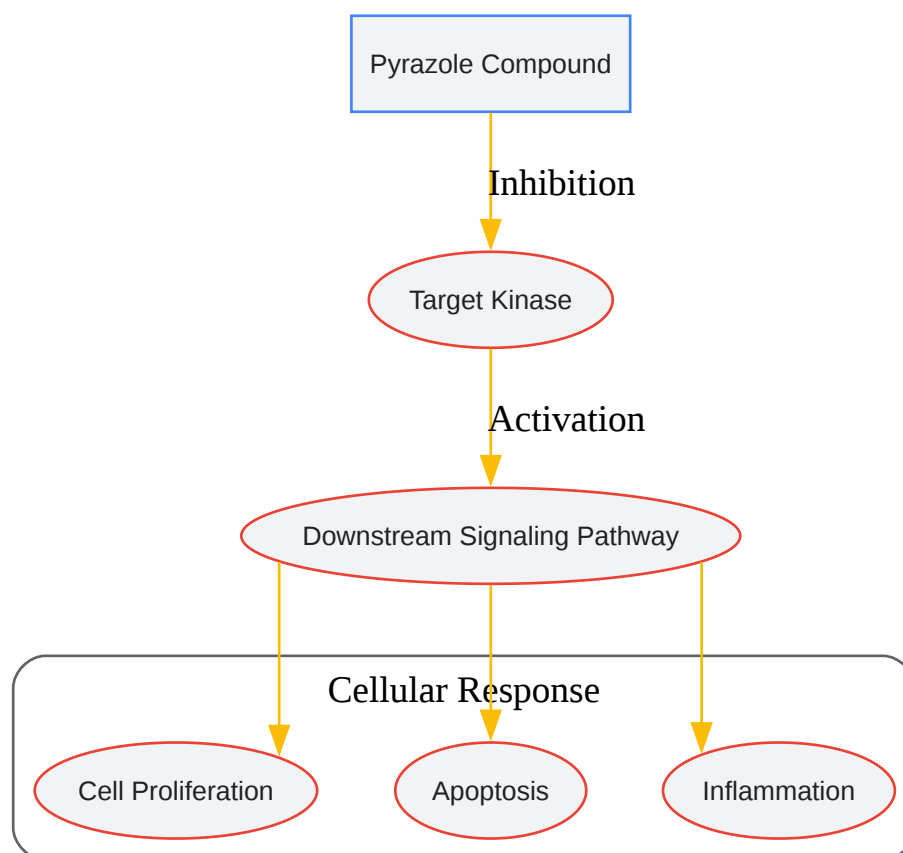 Pyrazole Compound
Inhibition
Target Kinase
Activation
Downstream Signaling Pathway
Cellular Response
Cell Proliferation
Apoptosis
Inflammation